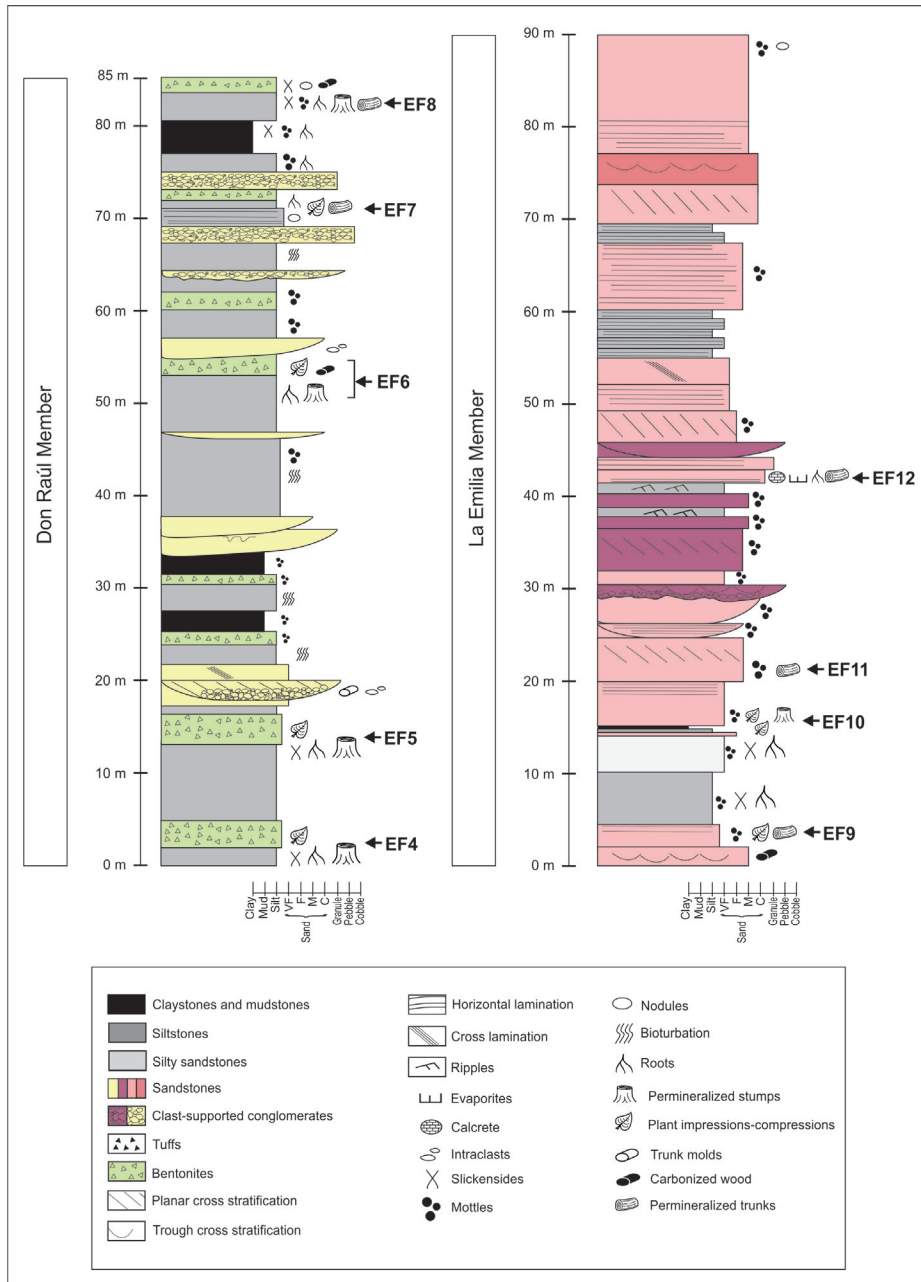 Don Raúl Member
85 m
80 m
70 m
60 m
50 m
40 m
30 m
20 m
10 m
0 m
EF8
EF7
EF6
EF5
EF4
Clay
Mud
Silt
VF
F
M
C
Granule
Pebble
Cobble
Sand
La Emilia Member
90 m
80 m
70 m
60 m
50 m
40 m
30 m
20 m
10 m
0 m
EF12
EF11
EF10
EF9
Clay
Mud
Silt
VF
F
M
C
Granule
Pebble
Cobble
Sand
Claystones and mudstones
Siltstones
Silty sandstones
Sandstones
Clast-supported conglomerates
Tuffs
Bentonites
Planar cross stratification
Trough cross stratification
Horizontal lamination
Cross lamination
Ripples
Evaporites
Calcrete
Intraclasts
Slickensides
Mottles
Nodules
Bioturbation
Roots
Permineralized stumps
Plant impressions-compressions
Trunk molds
Carbonized wood
Permineralized trunks